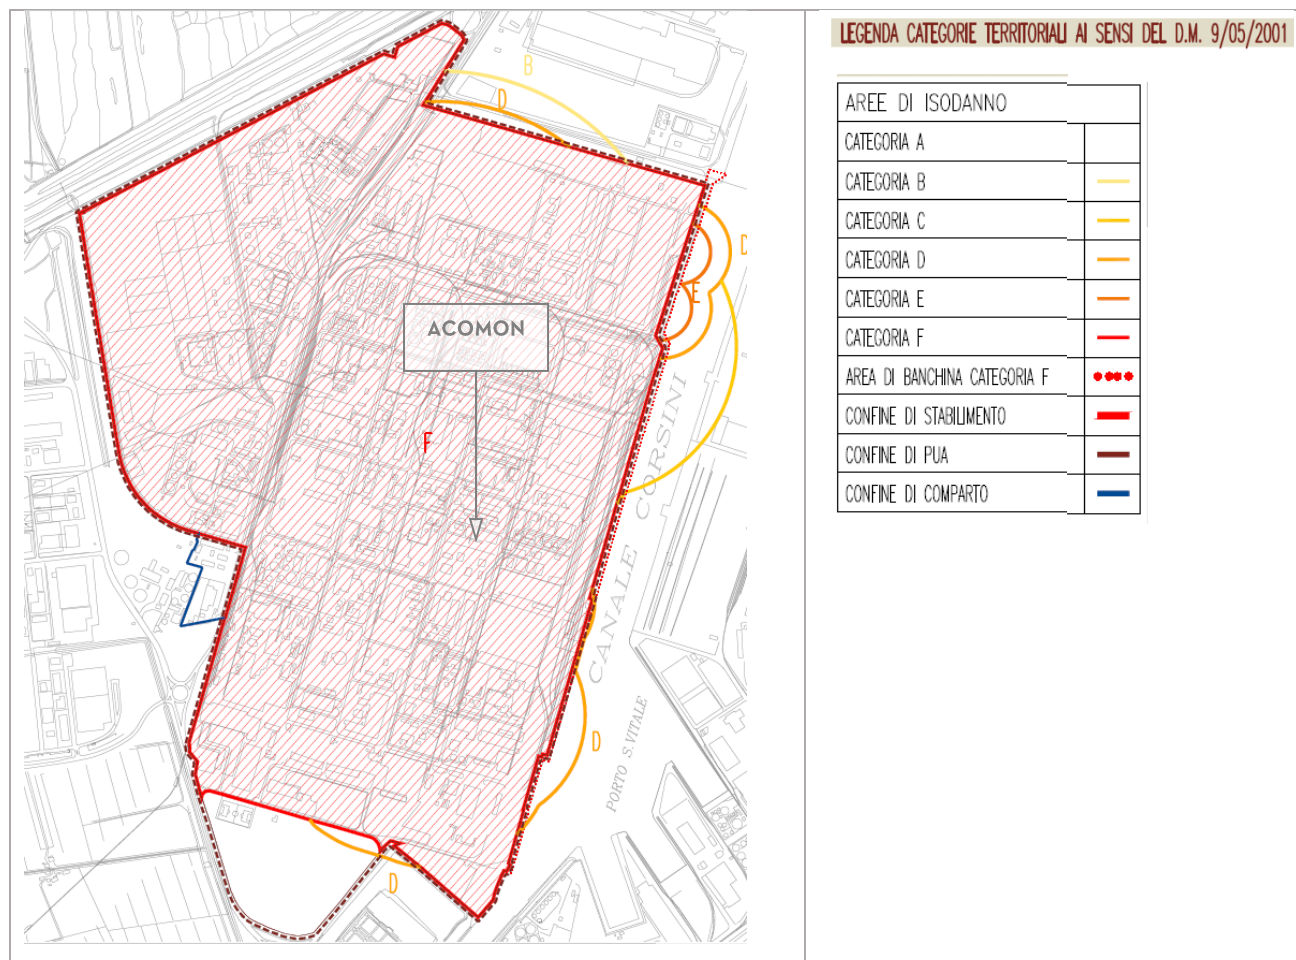 B
D
D
E
ACOMON
F
CANALE CORSINI
D
PORTO S.VITALE
D
LEGENDA CATEGORIE TERRITORIALI AI SENSI DEL D.M. 9/05/2001
AREE DI ISODANNO
CATEGORIA A
CATEGORIA B
CATEGORIA C
CATEGORIA D
CATEGORIA E
CATEGORIA F
AREA DI BANCHINA CATEGORIA F
CONFINE DI STABILIMENTO
CONFINE DI PUA
CONFINE DI COMPARTO